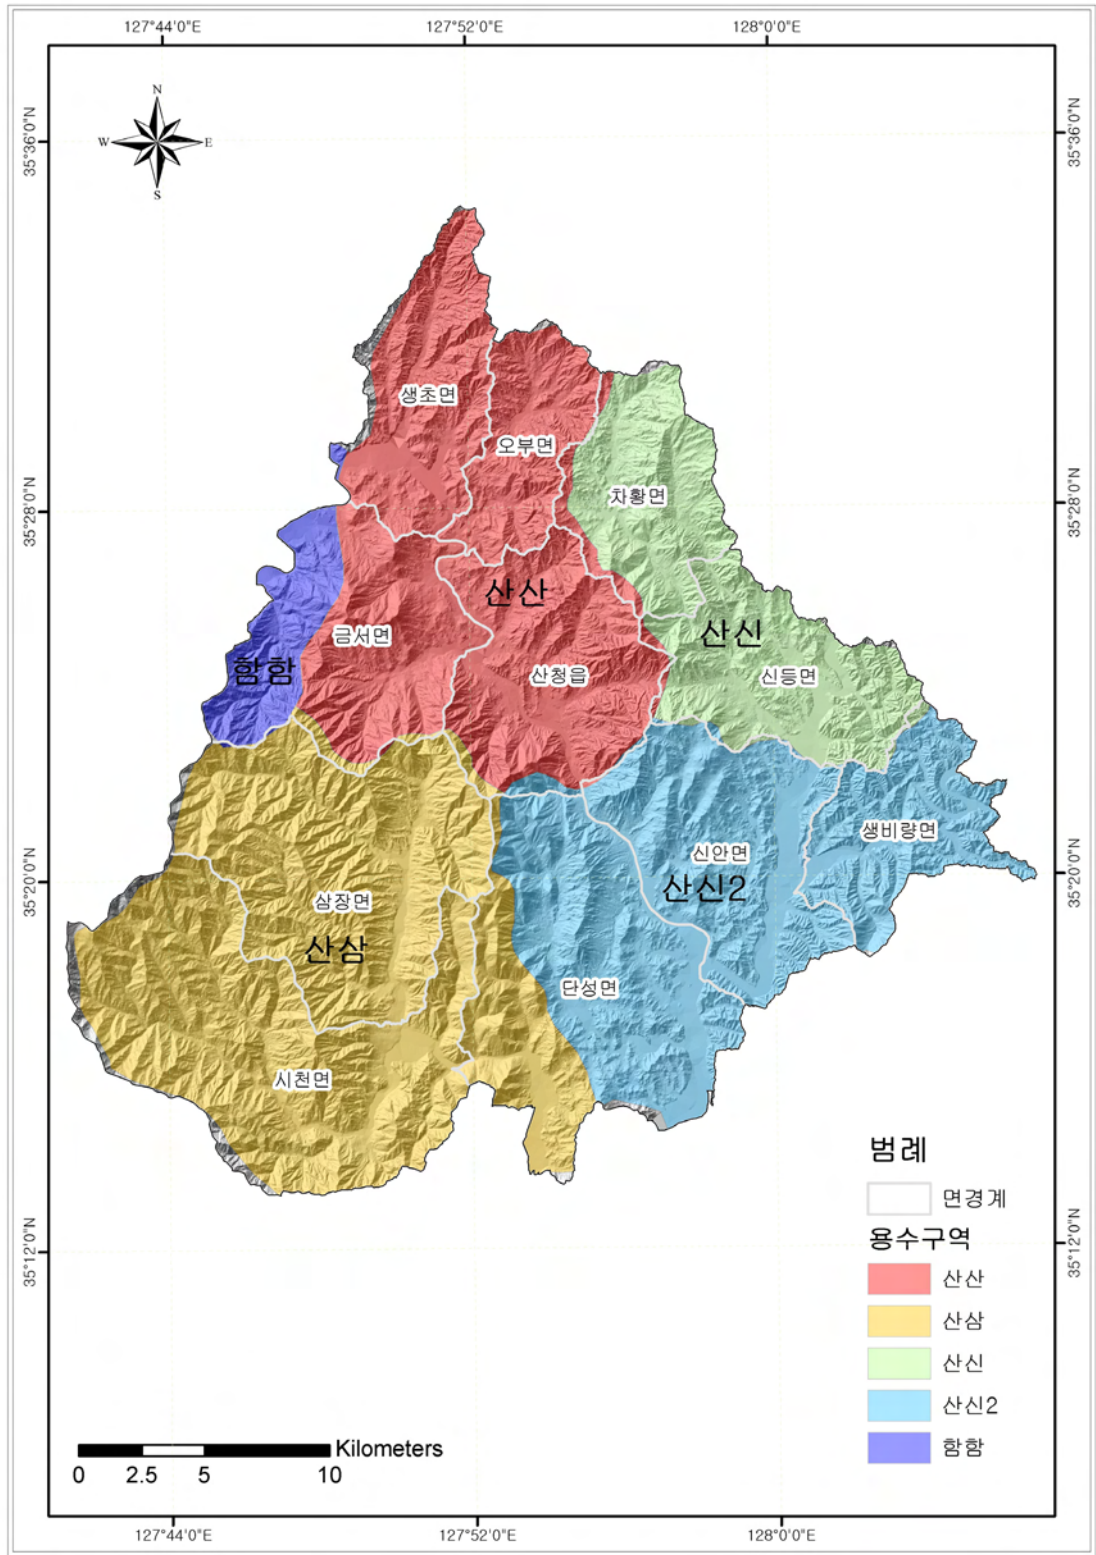 127°44'0"E
127°52'0"E
128°0'0"E
N
W
E
S
35°36'0"N
35°36'0"N
생초면
오부면
차황면
35°28'0"N
35°28'0"N
산산
금서면
산신
함함
산청읍
신등면
생비량면
신안면
35°20'0"N
35°20'0"N
산신2
삼장면
산삼
단성면
시천면
범례
면경계
용수구역
35°12'0"N
35°12'0"N
산산
산삼
산신
산신2
함함
Kilometers
0 2.5 5 10
127°44'0"E
127°52'0"E
128°0'0"E